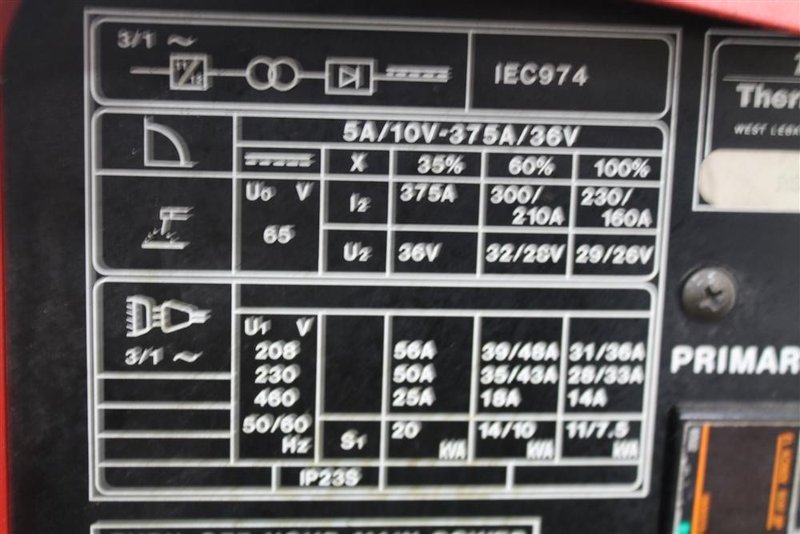 3/1 ~
IEC974
5A/10V-375A/36V
X 35% 60% 100%
U₀ V
65
I₂ 375A 300/210A 230/160A
U₂ 36V 32/28V 29/26V
3/1 ~
U₁ V
208 56A 39/48A 31/36A
230 50A 35/43A 28/33A
460 25A 18A 14A
50/60 Hz
S₁ 20 kVA 14/10 kVA 11/7.5 kVA
IP23S
Ther
WEST LEB
PRIMAR